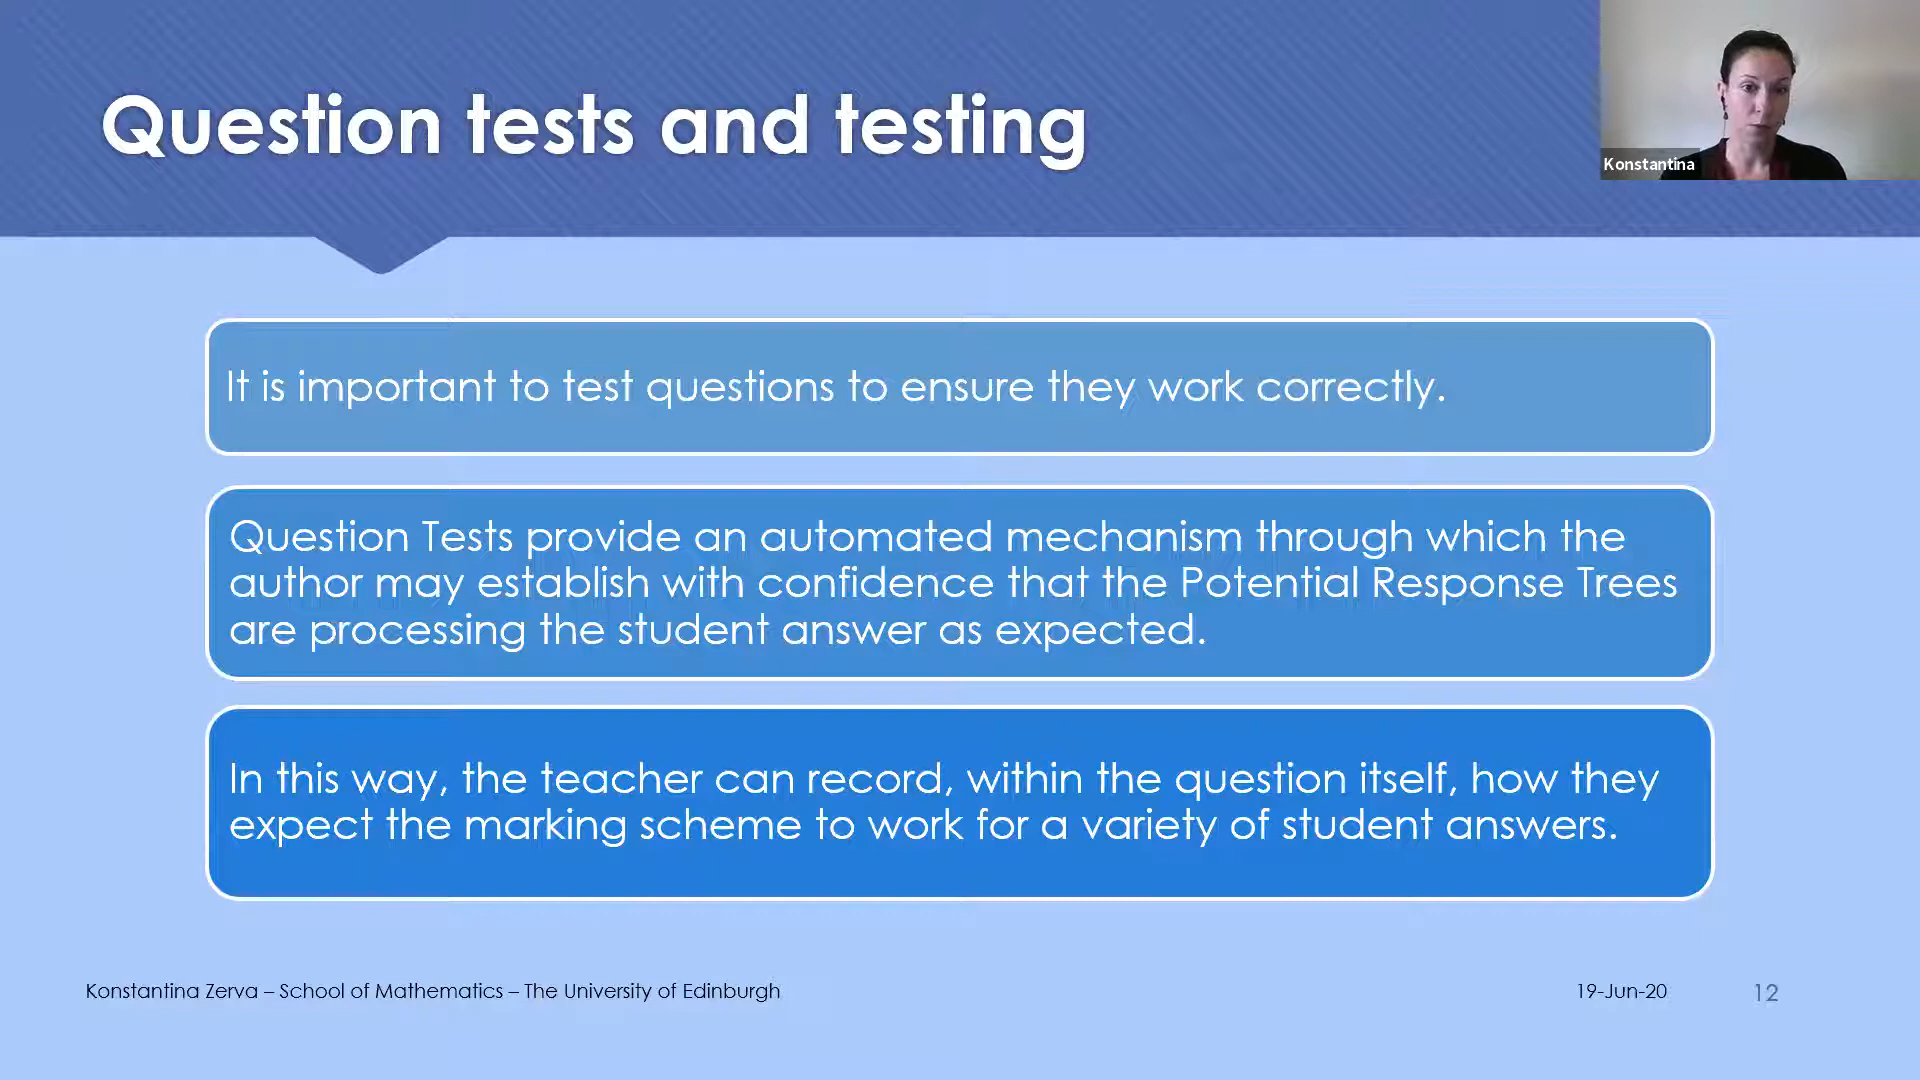 Question tests and testing
Konstantina
It is important to test questions to ensure they work correctly.
Question Tests provide an automated mechanism through which the
author may establish with confidence that the Potential Response Trees
are processing the student answer as expected.
In this way, the teacher can record, within the question itself, how they
expect the marking scheme to work for a variety of student answers.
Konstantina Zerva – School of Mathematics – The University of Edinburgh
19-Jun-20
12